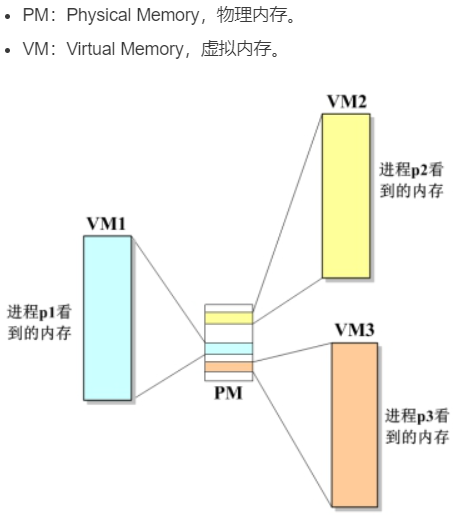 • PM：Physical Memory，物理内存。
• VM：Virtual Memory，虚拟内存。
VM2
进程p2看
到的内存
VM1
进程p1看
到的内存
PM
VM3
进程p3看
到的内存